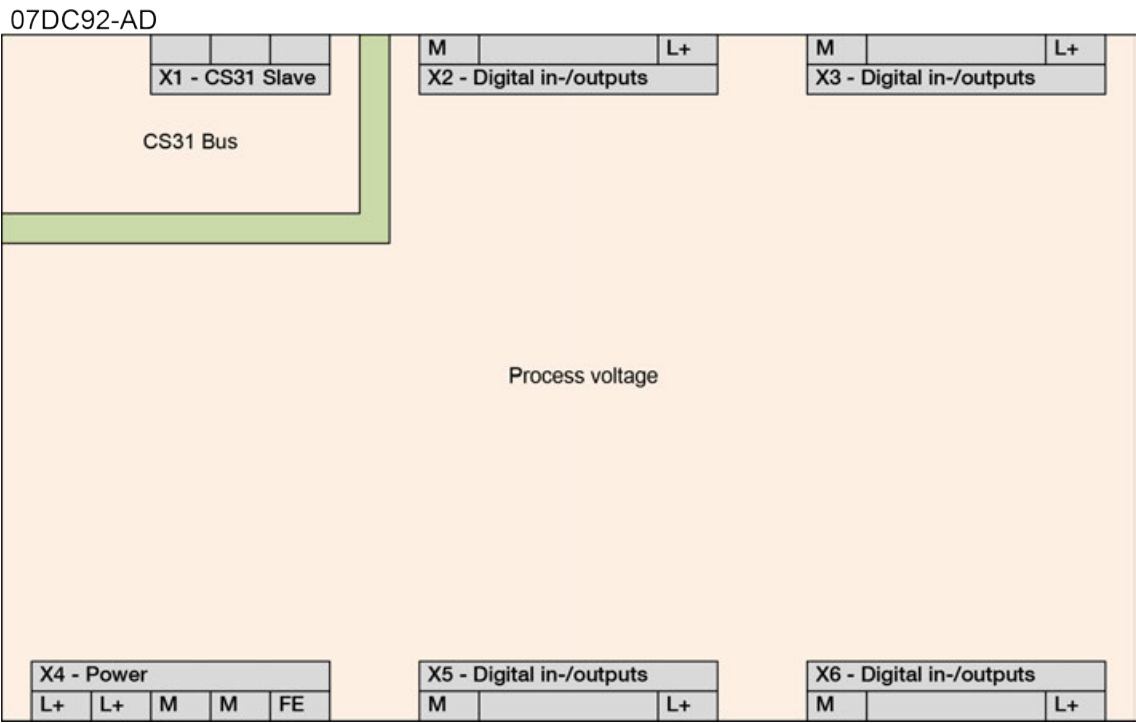 07DC92-AD
M L+ M L+
X1 - CS31 Slave X2 - Digital in-/outputs X3 - Digital in-/outputs
CS31 Bus
Process voltage
X4 - Power X5 - Digital in-/outputs X6 - Digital in-/outputs
L+ L+ M M FE M L+ M L+